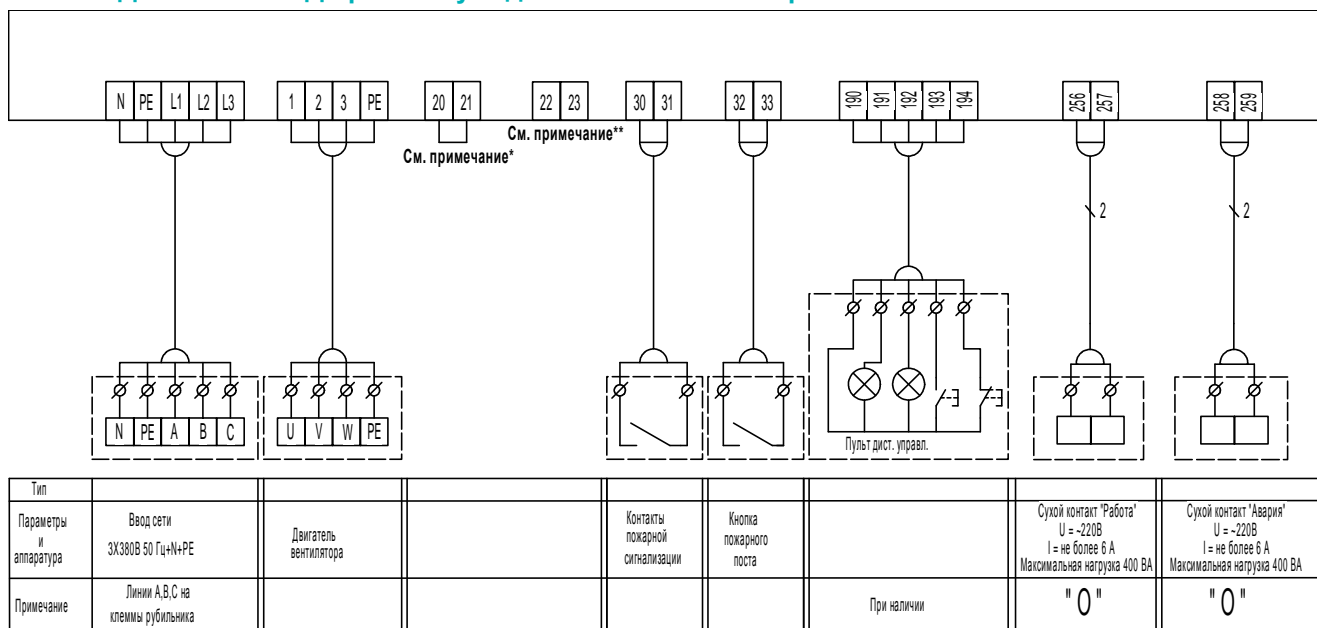 N PE L1 L2 L3
1 2 3 PE
20 21
22 23
30 31
32 33
190 191 192 193 194
256 257
258 259
См. примечание*
См. примечание**
2
2
N PE A B C
U V W PE
Пульт дист. управл.
Тип
Параметры
и
аппаратура
Ввод сети
3Х380В 50 Гц+N+PE
Двигатель
вентилятора
Контакты
пожарной
сигнализации
Кнопка
пожарного
поста
Сухой контакт "Работа"
U = ~220В
I = не более 6 А
Максимальная нагрузка 400 ВА
Сухой контакт "Авария"
U = ~220В
I = не более 6 А
Максимальная нагрузка 400 ВА
Примечание
Линии А,В,С на
клеммы рубильника
При наличии
" О "
" О "